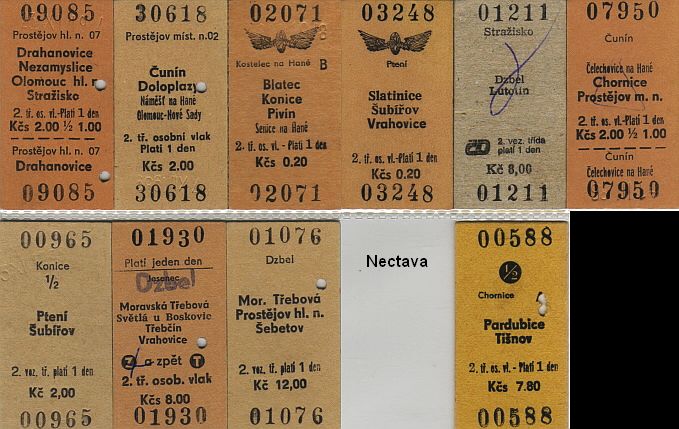 09085
Prostějov hl. n. 07
Drahanovice
Nezamyslice
Olomouc hl. n.
Stražisko
2. tř. os. vl.-Platí 1 den
Kčs 2.00 ½ 1.00
Prostějov hl. n. 07
Drahanovice
09085
30618
Prostějov míst. n.02
Čunín
Doloplazy
Náměšť na Hané
Olomouc-Nové Sady
2. tř. osobní vlak
Platí 1 den
Kčs 2.00
30618
02071
Kostelec na Hané B
Blatec
Konice
Pivín
Senice na Hané
2. tř. os. vl. - Platí 1 den
Kčs 0.20
02071
03248
Ptení
Slatinice
Šubířov
Vrahovice
2. tř. os. vl.-Platí 1 den
Kčs 0.20
03248
01211
Stražisko
Dzbel
Lutotín
ČD 2. voz. třída
platí 1 den
Kč 8,00
01211
07950
Čunín
Čelechovice na Hané
Chornice
Prostějov m. n.
2. tř. os. vl.-Platí 1 den
Kčs 2.00 ½ 1.00
Čunín
Čelechovice na Hané
07950
00965
Konice
1/2
Ptení
Šubířov
2. voz. tř. platí 1 den
Kč 2,00
00965
01930
Platí jeden den
Jesenec
Dzbel
Moravská Třebová
Světlá u Boskovic
Třebčín
Vrahovice
Z a zpět T
2. tř. osob. vlak
Kčs 8.00
01930
01076
Dzbel
Mor. Třebová
Prostějov hl. n.
Šebetov
2. voz. tř. platí 1 den
Kč 12,00
01076
Nectava
00588
1/2
Chornice
Pardubice
Tišnov
2. tř. os. vl. - Platí 1 den
Kčs 7.80
00588